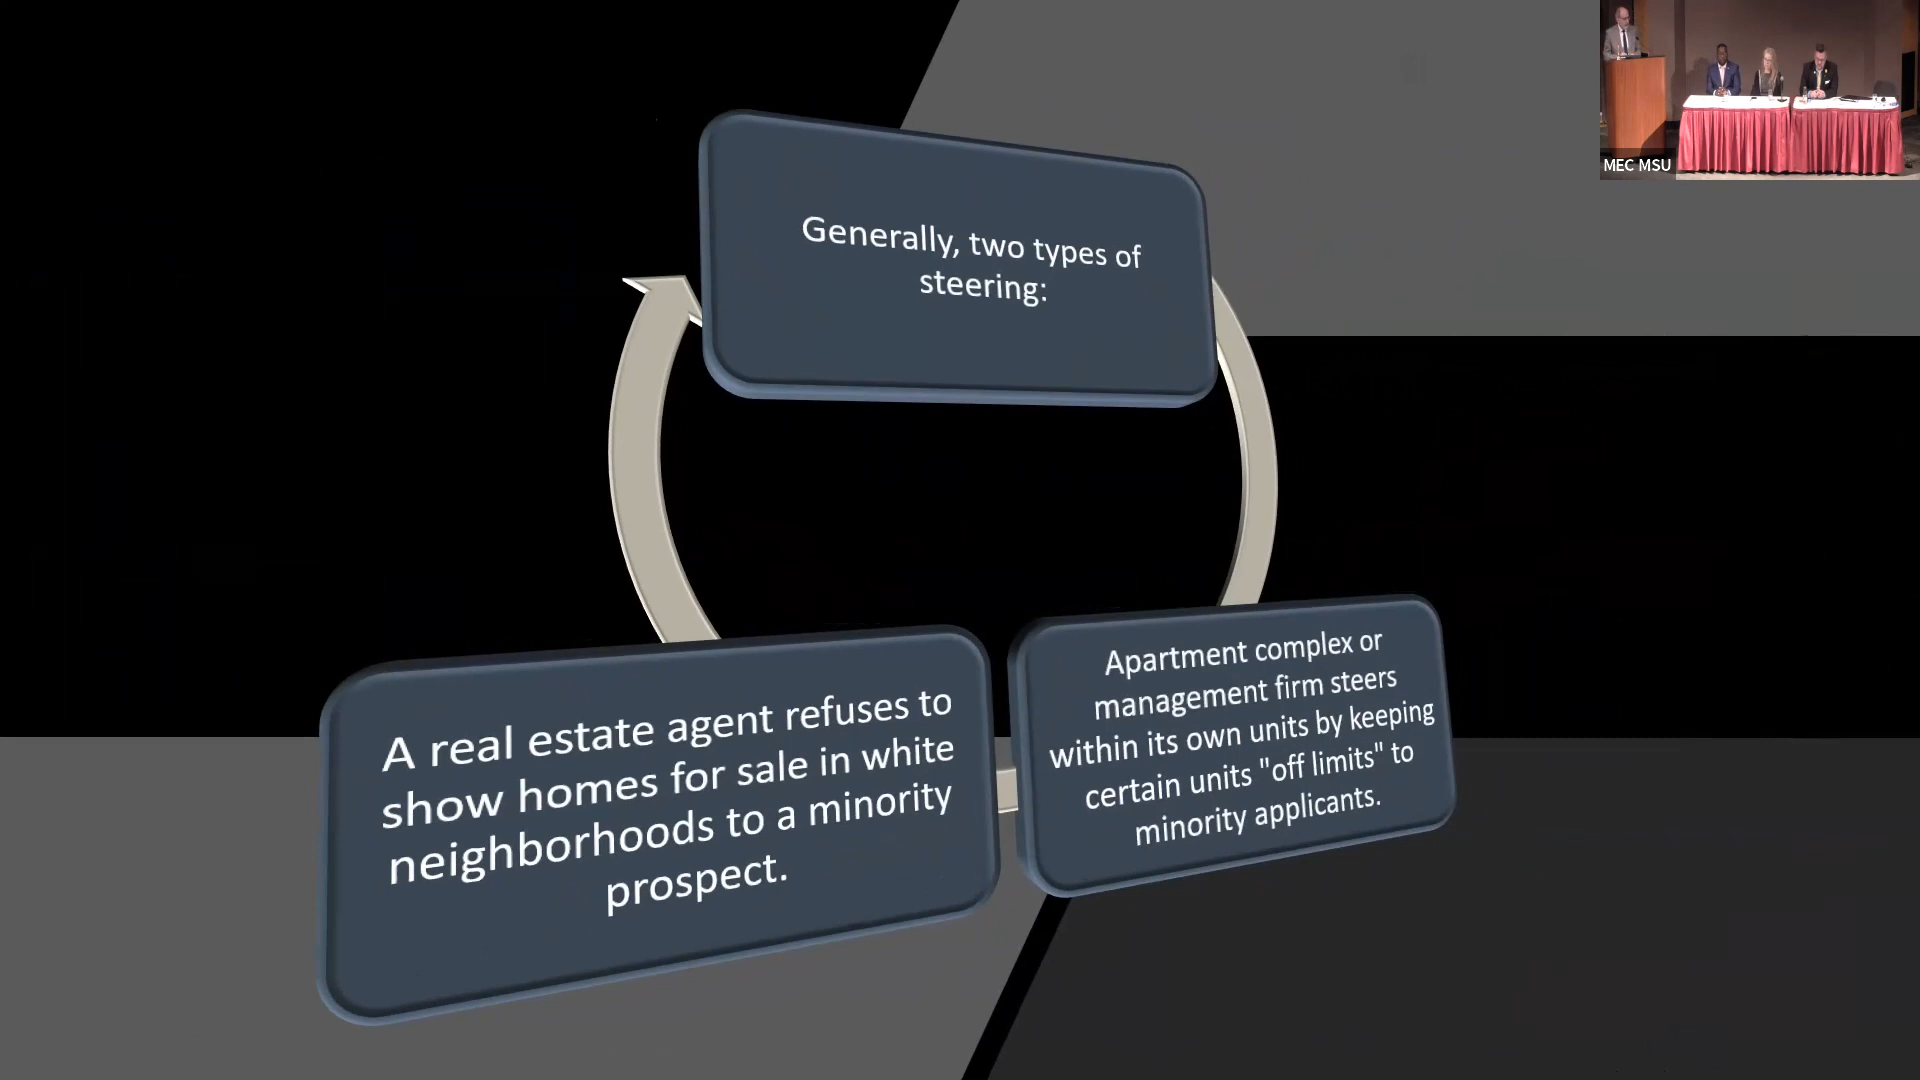 Generally, two types of
steering:
A real estate agent refuses to
show homes for sale in white
neighborhoods to a minority
prospect.
Apartment complex or
management firm steers
within its own units by keeping
certain units "off limits" to
minority applicants.
MEC MSU